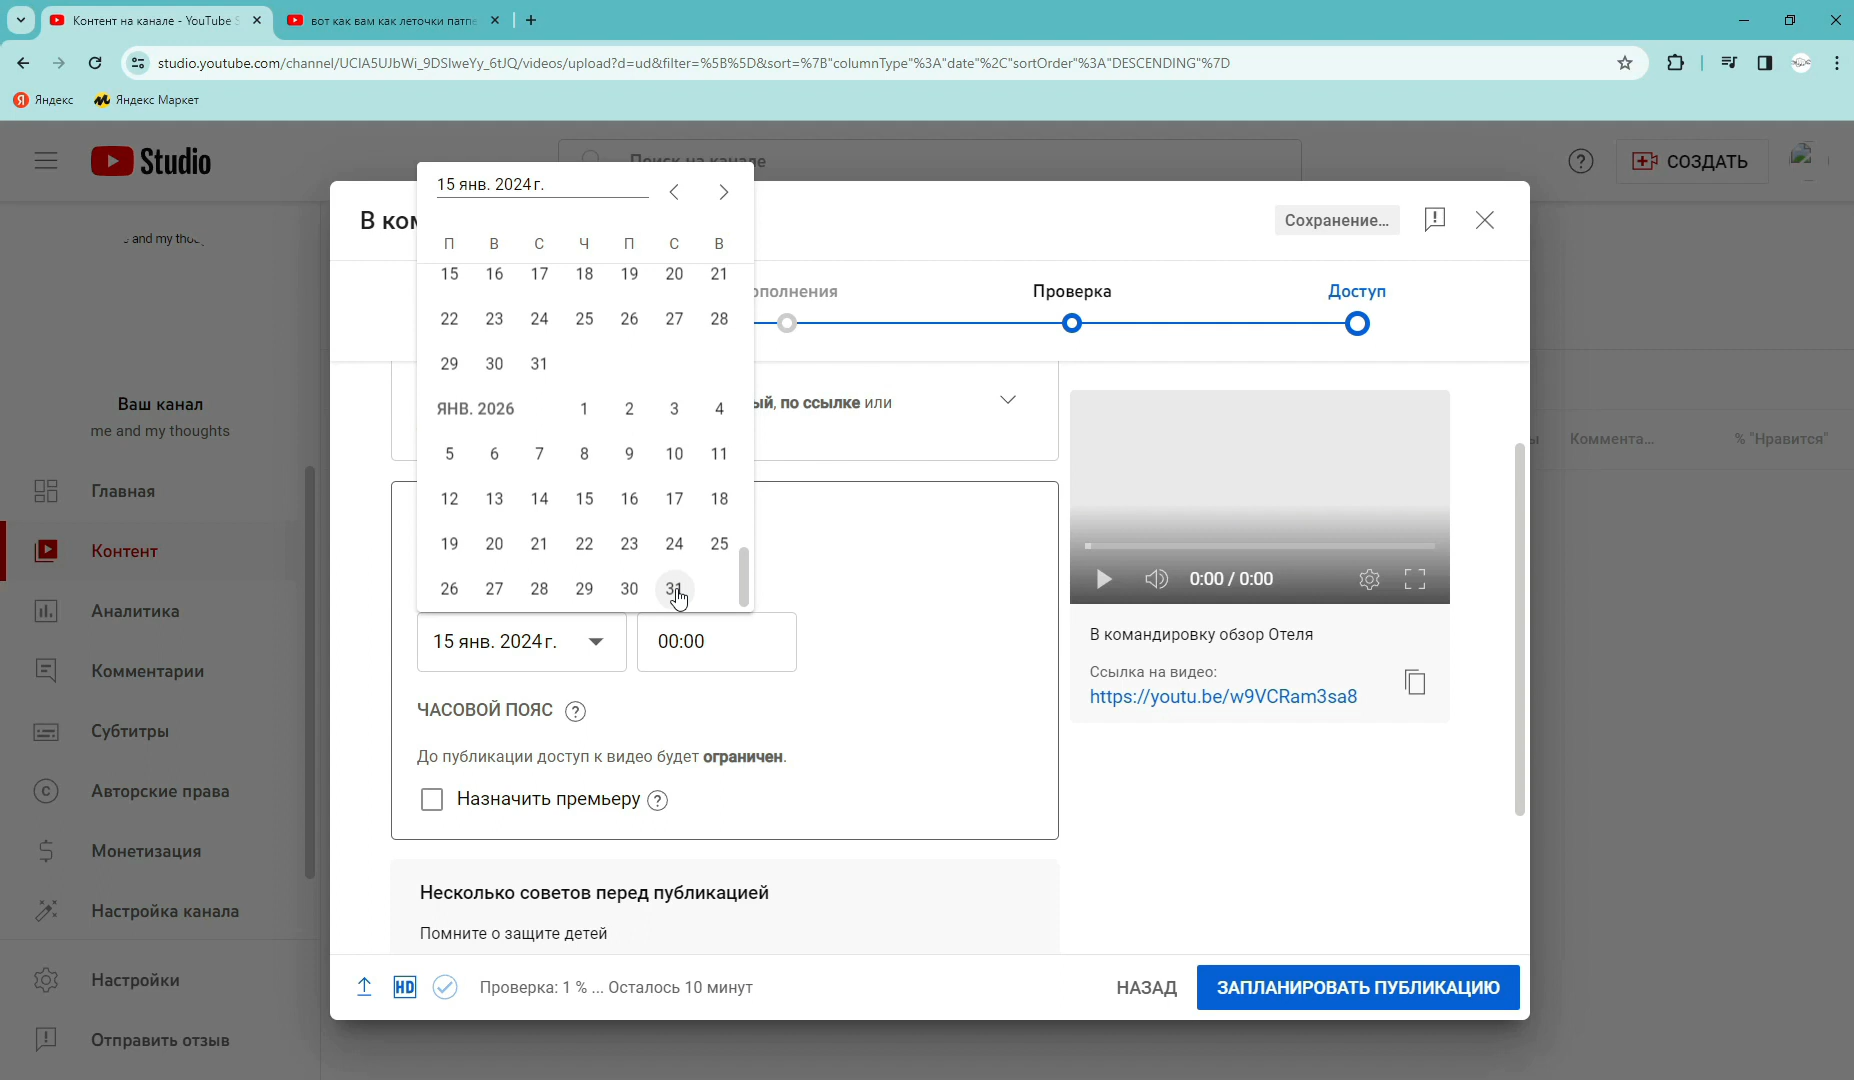 Контент на канале - YouTube S
вот как вам как леточки патпе
studio.youtube.com/channel/UCIA5UJbWi_9DSIweYy_6tJQ/videos/upload?d=ud&filter=%5B%5D&sort=%7B"columnType"%3A"date"%2C"sortOrder"%3A"DESCENDING"%7D
Яндекс
Яндекс Маркет
Studio
Поиск на канале
СОЗДАТЬ
and my
Ваш канал
me and my thoughts
Главная
Контент
Аналитика
Комментарии
Субтитры
Авторские права
Монетизация
Настройка канала
Настройки
Отправить отзыв
В ком
Сохранение...
ополнения
Проверка
Доступ
15 янв. 2024 г.
П В С Ч П С В
15 16 17 18 19 20 21
22 23 24 25 26 27 28
29 30 31
ЯНВ. 2026 1 2 3 4
5 6 7 8 9 10 11
12 13 14 15 16 17 18
19 20 21 22 23 24 25
26 27 28 29 30 31
ый, по ссылке или
15 янв. 2024 г.
00:00
ЧАСОВОЙ ПОЯС
До публикации доступ к видео будет ограничен.
Назначить премьеру
Несколько советов перед публикацией
Помните о защите детей
0:00 / 0:00
В командировку обзор Отеля
Ссылка на видео:
https://youtu.be/w9VCRam3sa8
ы
Коммента...
% "Нравится"
HD
Проверка: 1 % ... Осталось 10 минут
НАЗАД
ЗАПЛАНИРОВАТЬ ПУБЛИКАЦИЮ